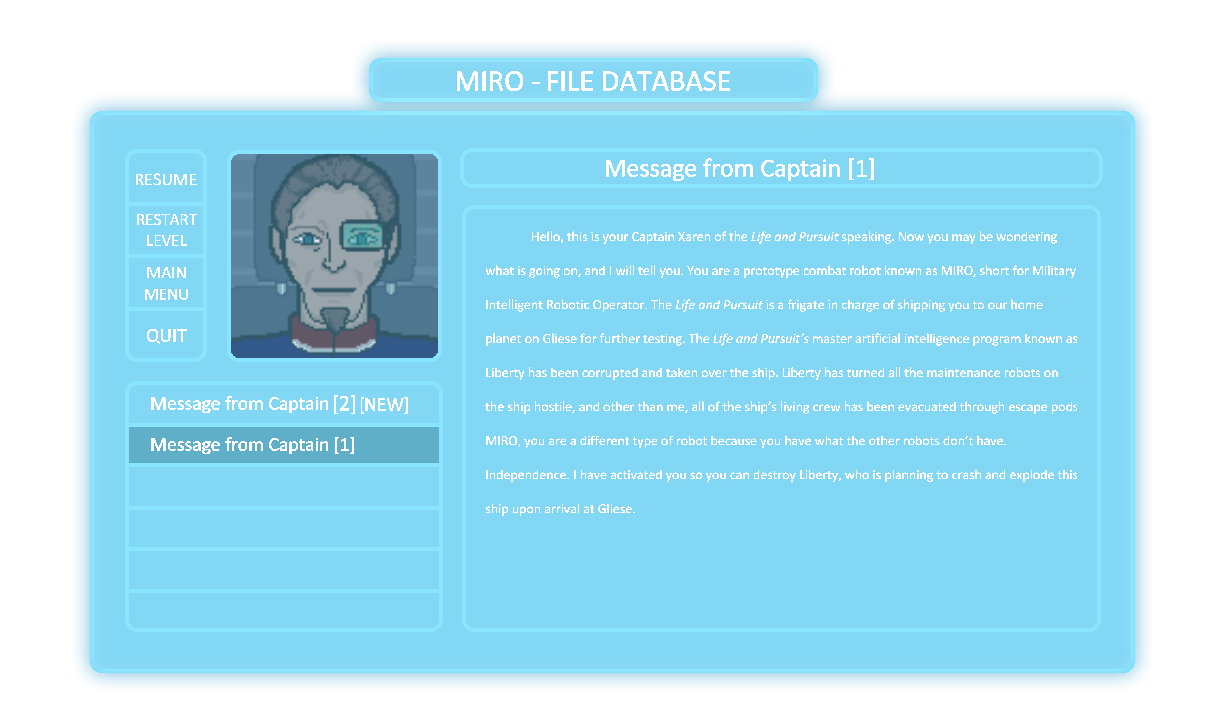 MIRO - FILE DATABASE
RESUME
RESTART
LEVEL
MAIN
MENU
QUIT
Message from Captain [2] [NEW]
Message from Captain [1]
Message from Captain [1]
Hello, this is your Captain Xaren of the Life and Pursuit speaking. Now you may be wondering
what is going on, and I will tell you. You are a prototype combat robot known as MIRO, short for Military
Intelligent Robotic Operator. The Life and Pursuit is a frigate in charge of shipping you to our home
planet on Gliese for further testing. The Life and Pursuit’s master artificial intelligence program known as
Liberty has been corrupted and taken over the ship. Liberty has turned all the maintenance robots on
the ship hostile, and other than me, all of the ship’s living crew has been evacuated through escape pods
MIRO, you are a different type of robot because you have what the other robots don’t have.
Independence. I have activated you so you can destroy Liberty, who is planning to crash and explode this
ship upon arrival at Gliese.